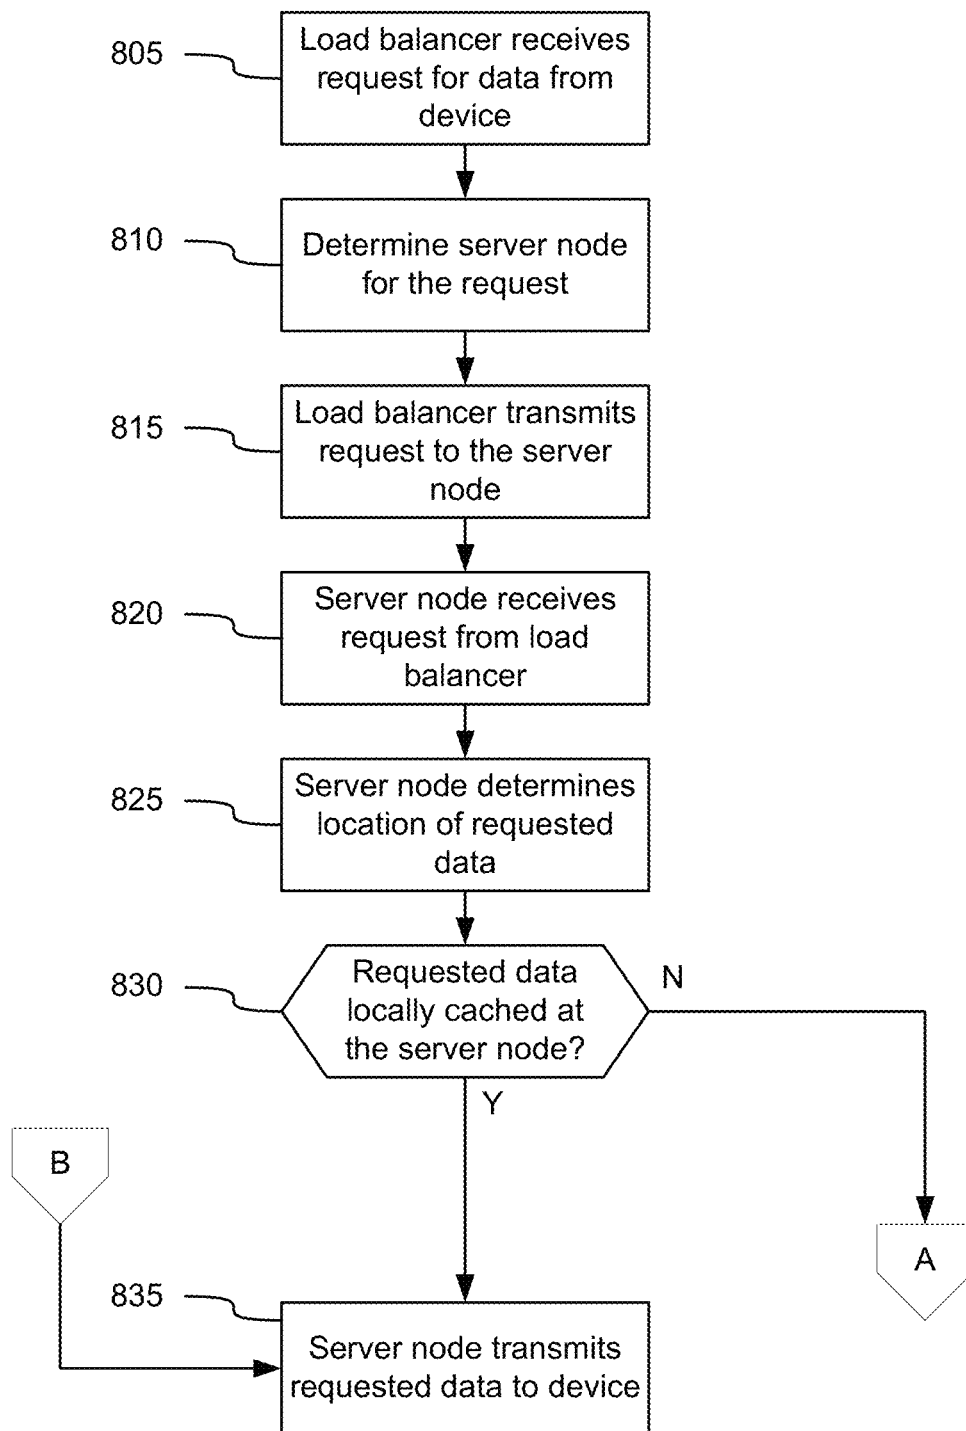 805
Load balancer receives
request for data from
device
810
Determine server node
for the request
815
Load balancer transmits
request to the server
node
820
Server node receives
request from load
balancer
825
Server node determines
location of requested
data
830
Requested data
locally cached at
the server node?
N
Y
B
A
835
Server node transmits
requested data to device